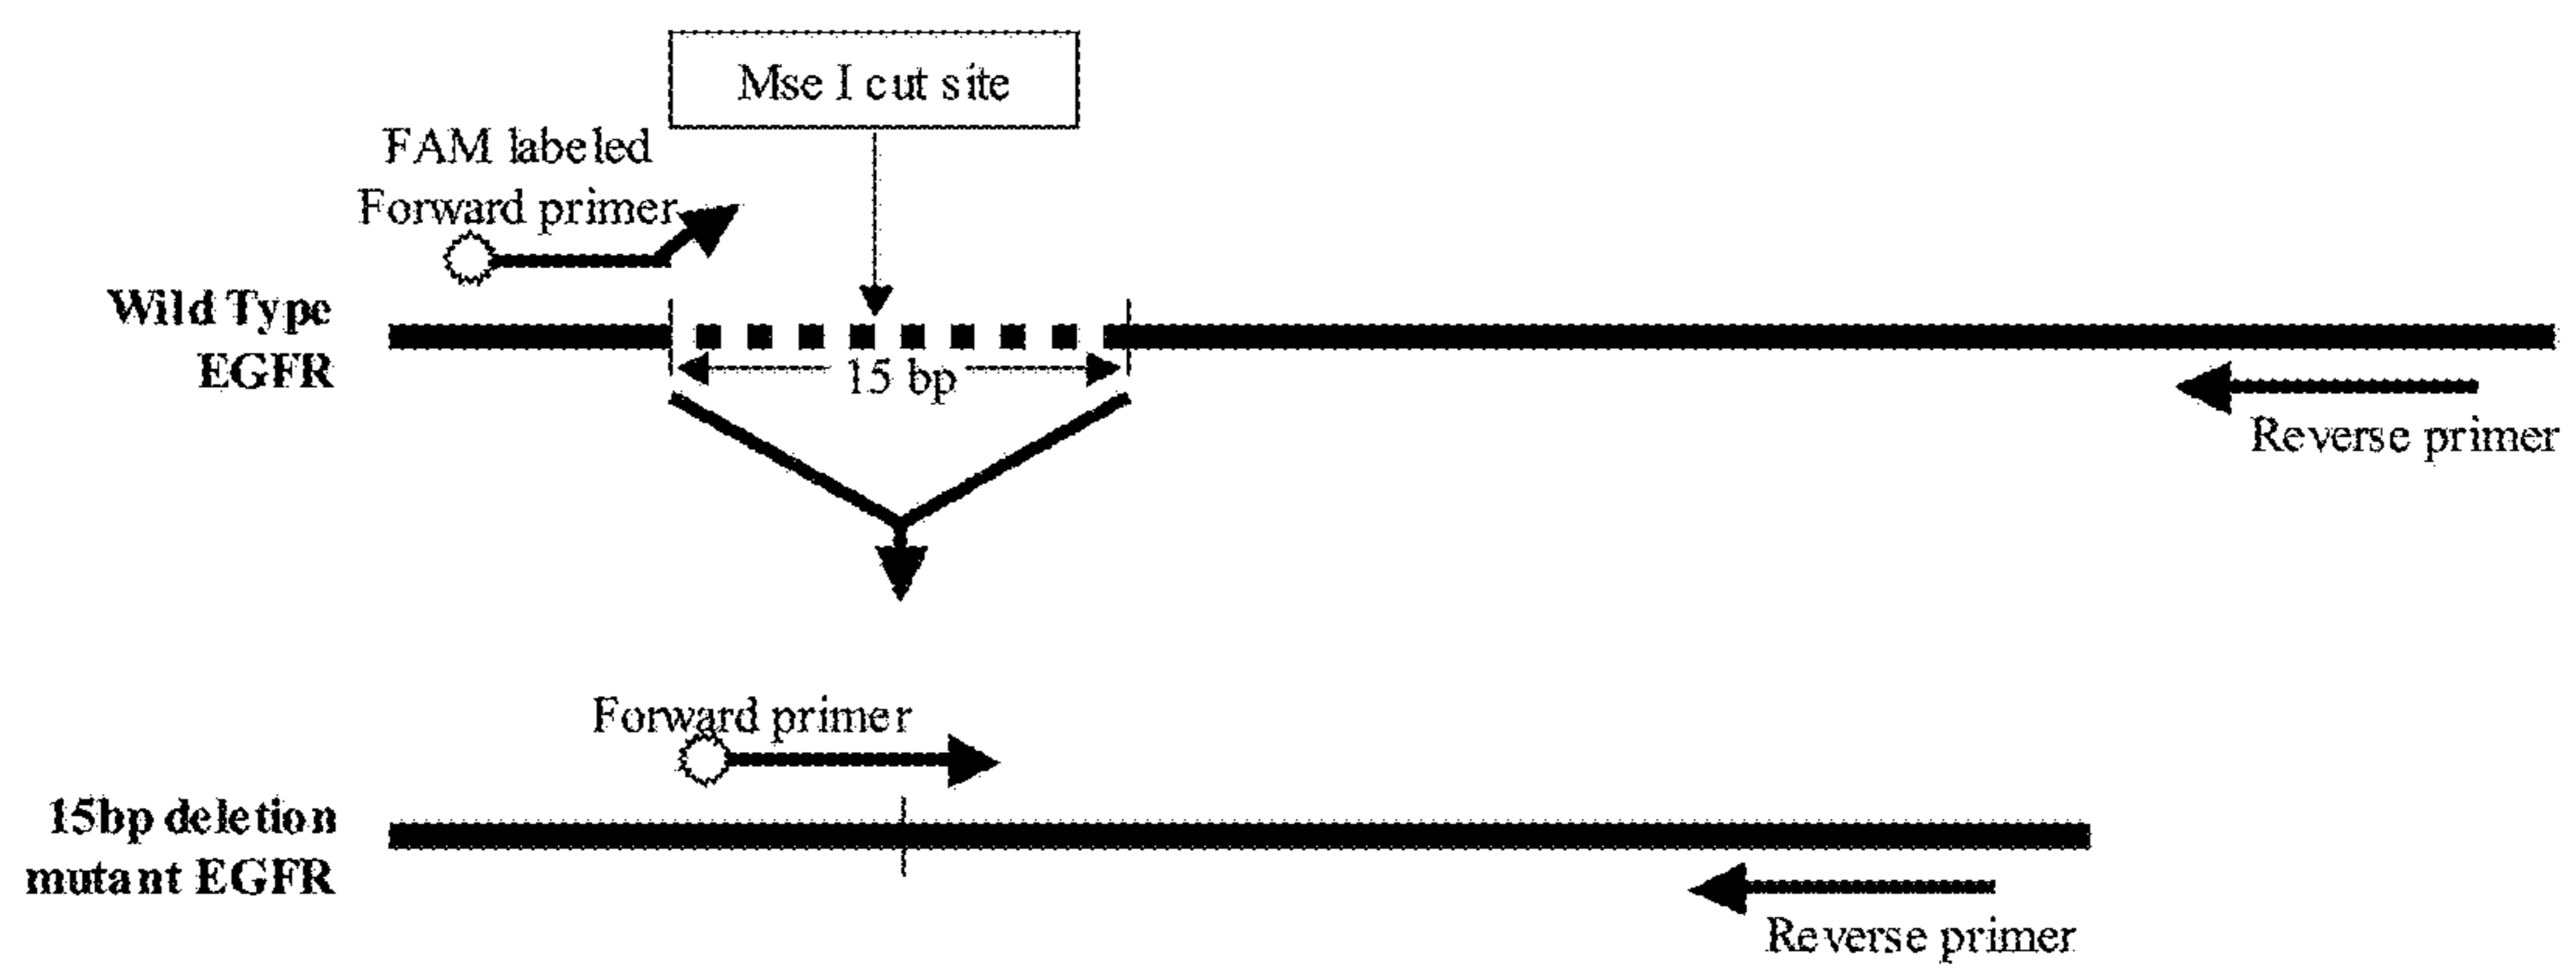 Mse I cut site
FAM labeled
Forward primer
Wild Type
EGFR
15 bp
Reverse primer
Forward primer
15bp deletion
mutant EGFR
Reverse primer